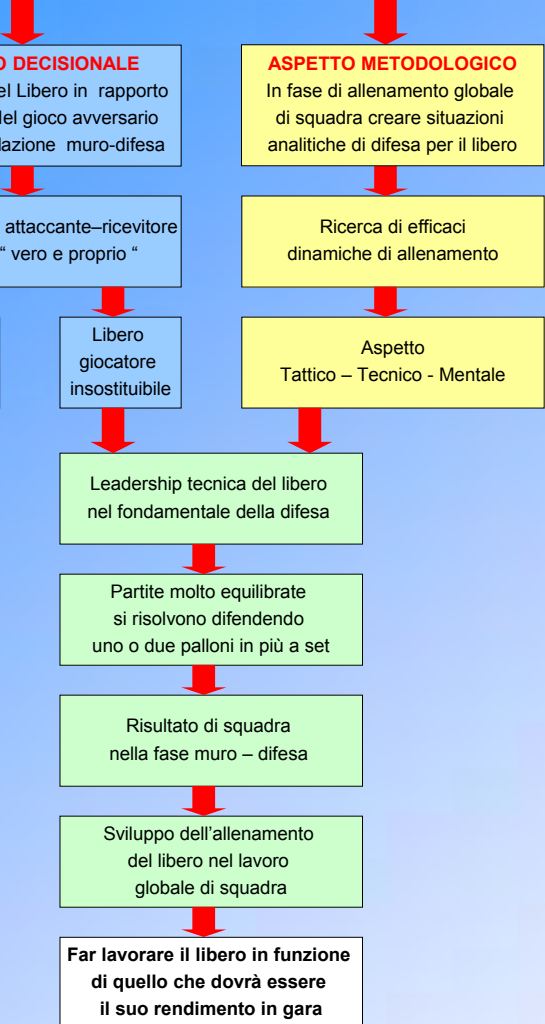 O DECISIONALE
el Libero in rapporto
del gioco avversario
lazione muro-difesa
attaccante–ricevitore
“ vero e proprio “
Libero
giocatore
insostituibile
ASPETTO METODOLOGICO
In fase di allenamento globale
di squadra creare situazioni
analitiche di difesa per il libero
Ricerca di efficaci
dinamiche di allenamento
Aspetto
Tattico – Tecnico - Mentale
Leadership tecnica del libero
nel fondamentale della difesa
Partite molto equilibrate
si risolvono difendendo
uno o due palloni in più a set
Risultato di squadra
nella fase muro – difesa
Sviluppo dell’allenamento
del libero nel lavoro
globale di squadra
Far lavorare il libero in funzione
di quello che dovrà essere
il suo rendimento in gara